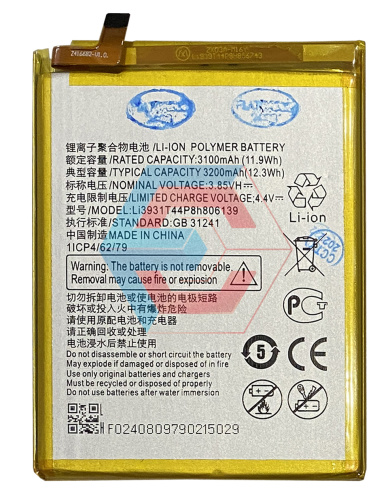 Z416682-V1.0.
锂离子聚合物电池 /LI-ION POLYMER BATTERY
额定容量/RATED CAPACITY:3100mAh(11.9Wh)
典型容量/TYPICAL CAPACITY:3200mAh(12.3Wh)
标称电压/NOMINAL VOLTAGE:3.85V⎓
充电限制电压/LIMITED CHARGE VOLTAGE:4.4V⎓
型号/MODEL:Li3931T44P8h806139
执行标准/STANDARD:GB 31241
中国制造/MADE IN CHINA
1ICP4/62/79
Li-ion
Warning: The battery is replaceable.
Replace may cause fire or explosion.
切勿拆卸电池或使电池的电极短路
破坏或投入火中有爆炸危险
请使用原配电池和充电器
请正确回收或处理
电池浸水后禁止使用
Do not disassemble or short circuit battery
May explode if damaged or disposed of in fire
Use original batteries and chargers only
Must be recycled or disposed of properly
Do not use after water immersion
5
F0240809790215029